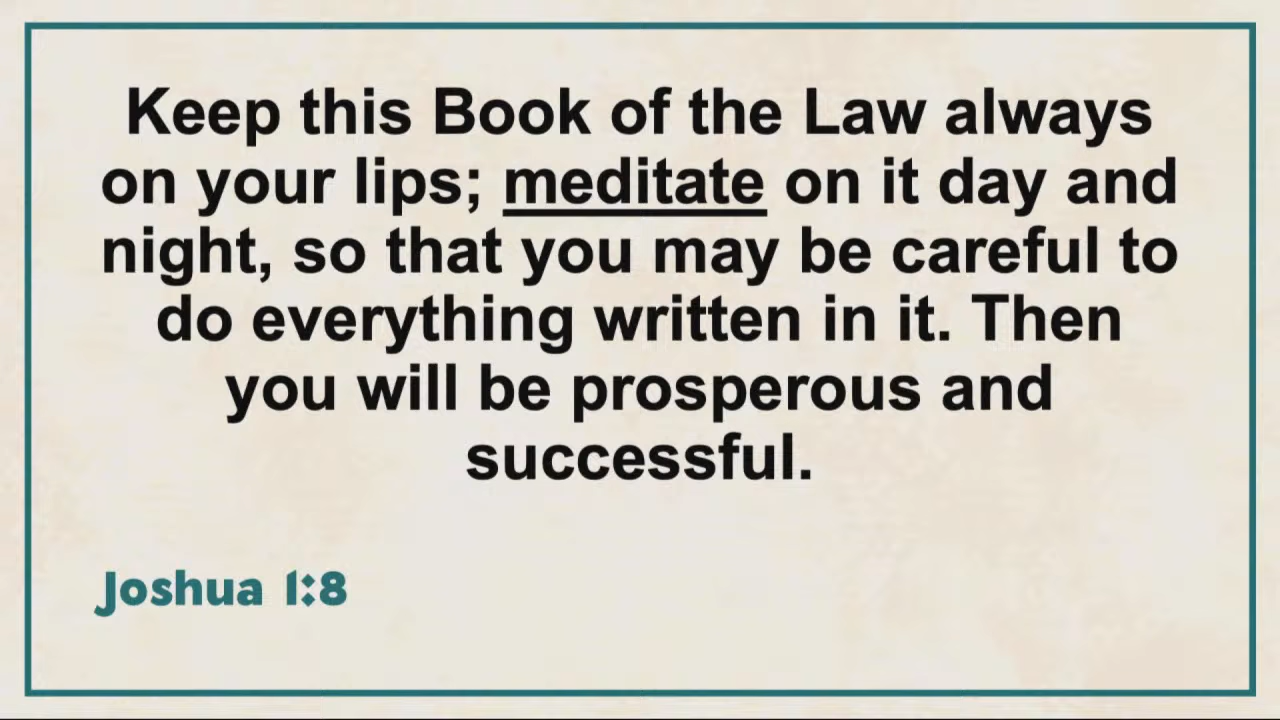 Keep this Book of the Law always
on your lips; meditate on it day and
night, so that you may be careful to
do everything written in it. Then
you will be prosperous and
successful.
Joshua 1:8